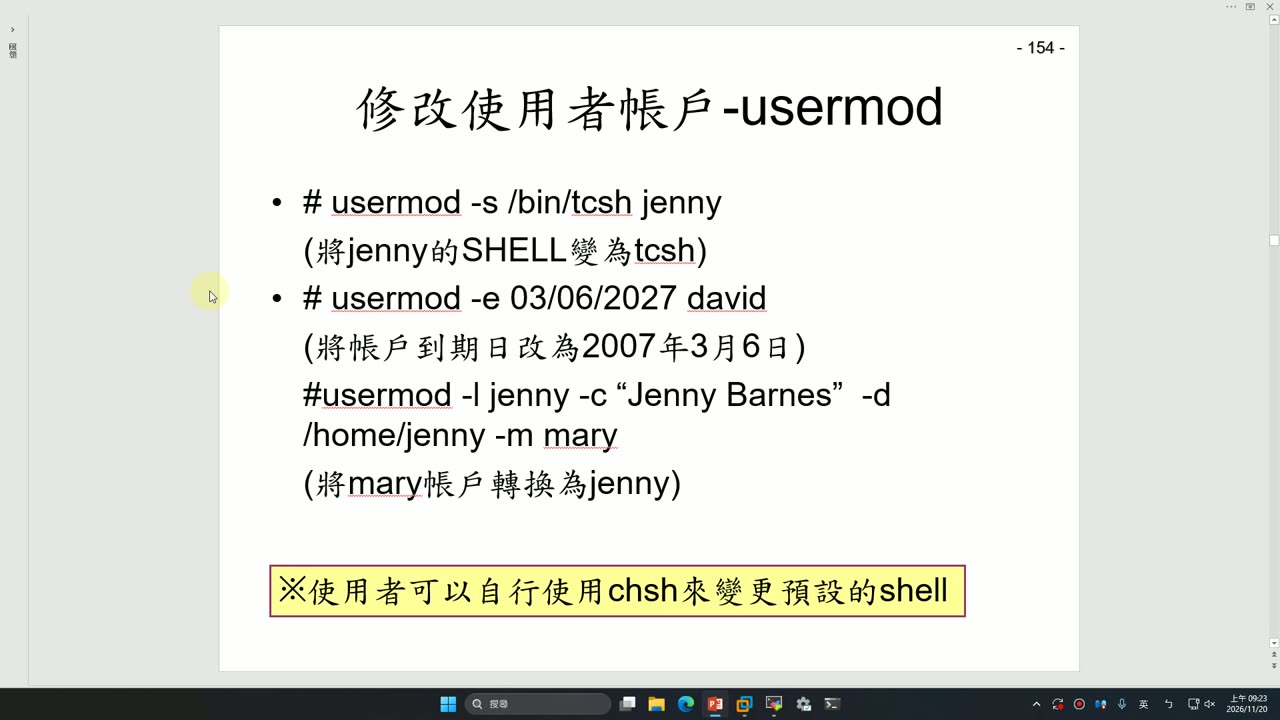 - 154 -
修改使用者帳戶-usermod
• # usermod -s /bin/tcsh jenny
(將jenny的SHELL變為tcsh)
• # usermod -e 03/06/2027 david
(將帳戶到期日改為2007年3月6日)
#usermod -l jenny -c “Jenny Barnes” -d
/home/jenny -m mary
(將mary帳戶轉換為jenny)
※使用者可以自行使用chsh來變更預設的shell
搜尋
英
ㄅ
上午 09:23
2026/11/20